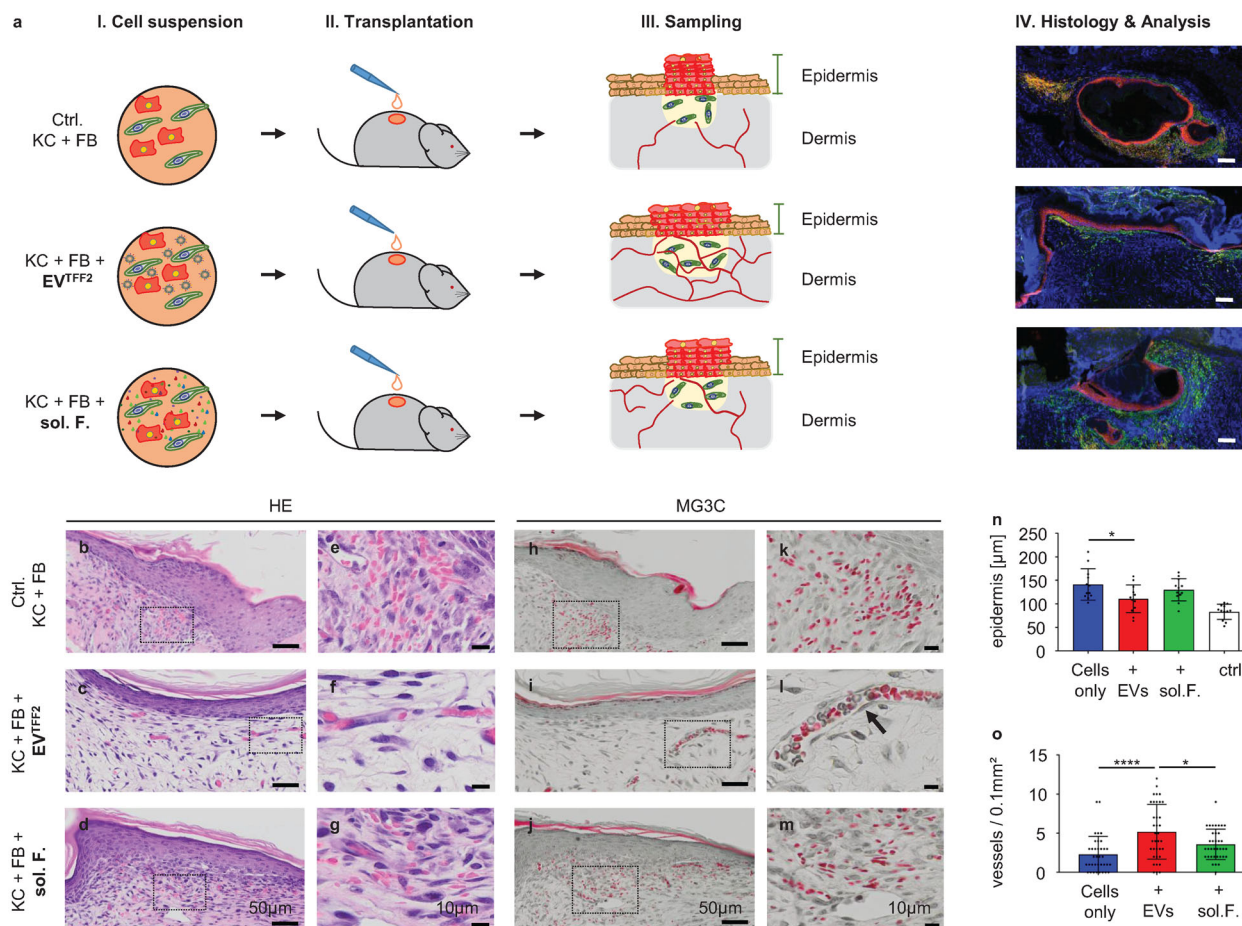 a
I. Cell suspension
II. Transplantation
III. Sampling
IV. Histology & Analysis
Ctrl.
KC + FB
Epidermis
Dermis
KC + FB +
EVTFF2
Epidermis
Dermis
KC + FB +
sol. F.
Epidermis
Dermis
HE
MG3C
Ctrl.
KC + FB
b
e
h
k
KC + FB +
EVTFF2
c
f
i
l
KC + FB +
sol. F.
d
50µm
g
10µm
j
50µm
m
10µm
n
epidermis [µm]
250
200
150
100
50
0
*
Cells
only
+
EVs
+
sol.F.
ctrl
o
vessels / 0.1mm²
15
10
5
0
****
*
Cells
only
+
EVs
+
sol.F.